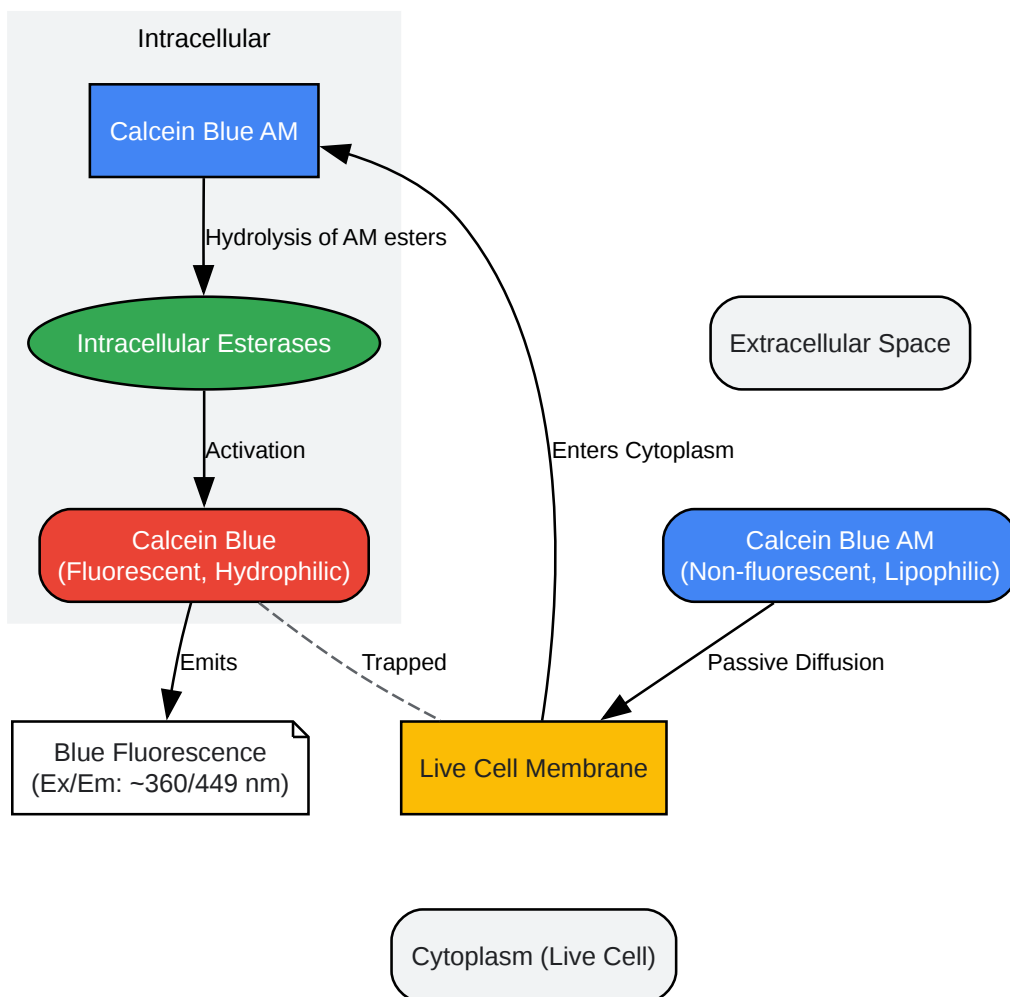 Intracellular
Calcein Blue AM
Hydrolysis of AM esters
Intracellular Esterases
Extracellular Space
Activation
Enters Cytoplasm
Calcein Blue
(Fluorescent, Hydrophilic)
Calcein Blue AM
(Non-fluorescent, Lipophilic)
Emits
Trapped
Passive Diffusion
Blue Fluorescence
(Ex/Em: ~360/449 nm)
Live Cell Membrane
Cytoplasm (Live Cell)